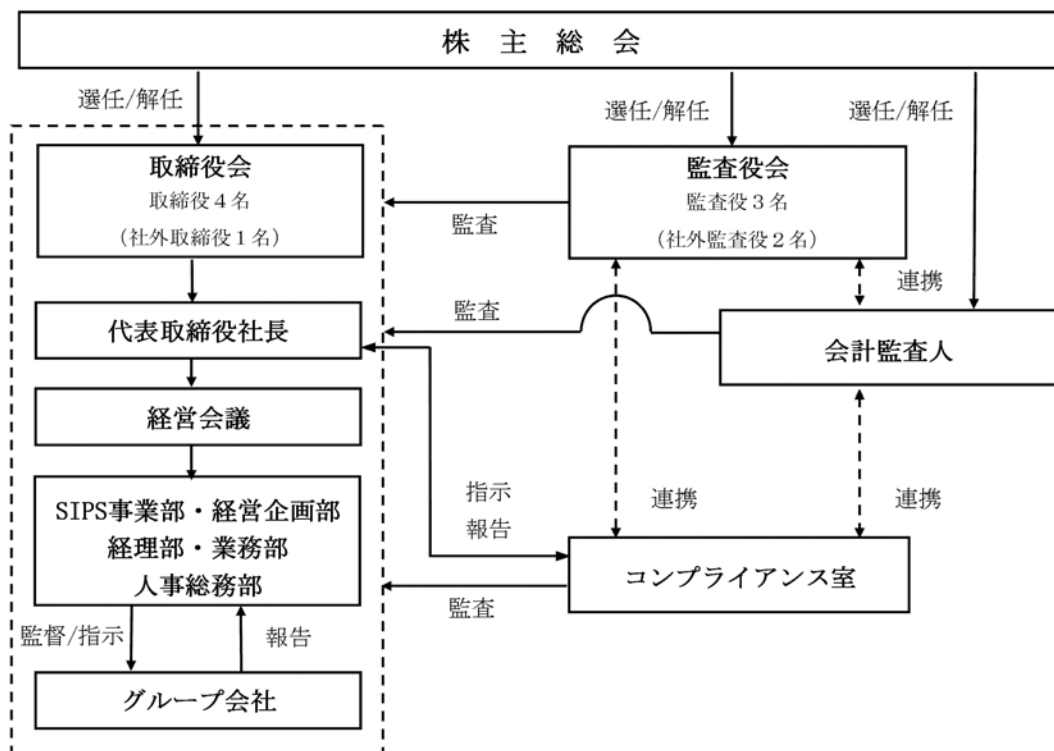 株 主 総 会
選任/解任
選任/解任
選任/解任
取締役会
取締役４名
（社外取締役１名）
監査役会
監査役３名
（社外監査役２名）
監査
連携
代表取締役社長
監査
会計監査人
経営会議
SIPS事業部・経営企画部
経理部・業務部
人事総務部
指示
報告
連携
連携
コンプライアンス室
監査
監督/指示
報告
グループ会社